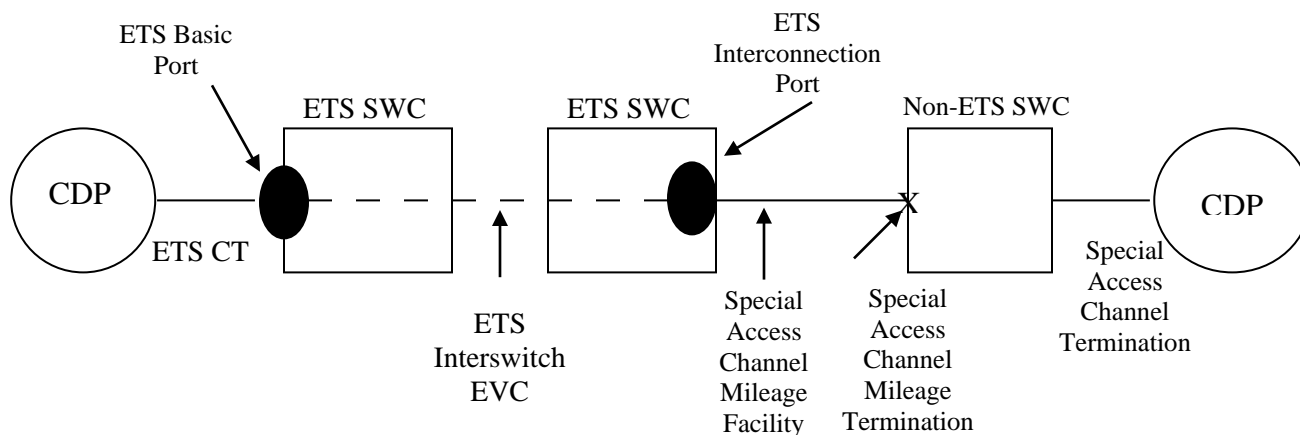 ETS Basic
Port
ETS
Interconnection
Port
ETS SWC
ETS SWC
Non-ETS SWC
CDP
X
CDP
ETS CT
ETS
Interswitch
EVC
Special
Access
Channel
Mileage
Facility
Special
Access
Channel
Mileage
Termination
Special
Access
Channel
Termination